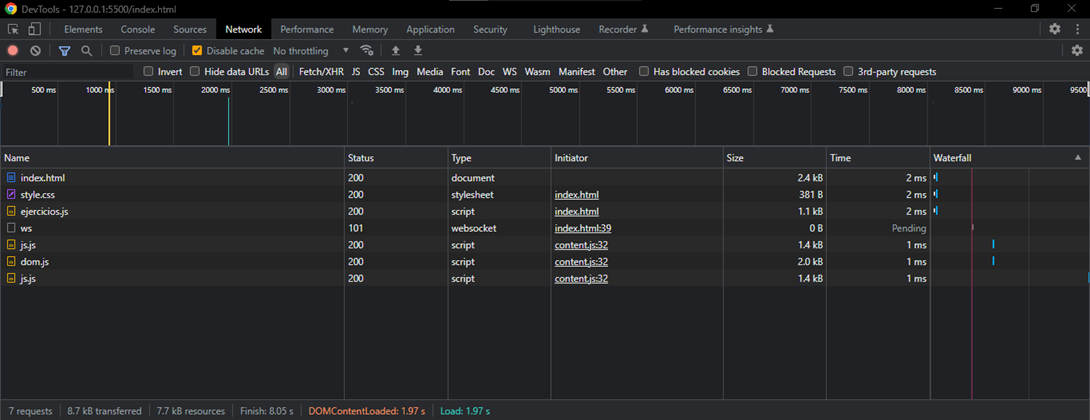 DevTools - 127.0.0.1:5500/index.html
Elements Console Sources Network Performance Memory Application Security Lighthouse Recorder Performance insights
Preserve log Disable cache No throttling
Filter Invert Hide data URLs All Fetch/XHR JS CSS Img Media Font Doc WS Wasm Manifest Other Has blocked cookies Blocked Requests 3rd-party requests
500 ms 1000 ms 1500 ms 2000 ms 2500 ms 3000 ms 3500 ms 4000 ms 4500 ms 5000 ms 5500 ms 6000 ms 6500 ms 7000 ms 7500 ms 8000 ms 8500 ms 9000 ms 9500
Name Status Type Initiator Size Time Waterfall
index.html 200 document 2.4 kB 2 ms
style.css 200 stylesheet index.html 381 B 2 ms
ejercicios.js 200 script index.html 1.1 kB 2 ms
ws 101 websocket index.html:39 0 B Pending
js.js 200 script content.js:32 1.4 kB 1 ms
dom.js 200 script content.js:32 2.0 kB 1 ms
js.js 200 script content.js:32 1.4 kB 1 ms
7 requests 8.7 kB transferred 7.7 kB resources Finish: 8.05 s DOMContentLoaded: 1.97 s Load: 1.97 s